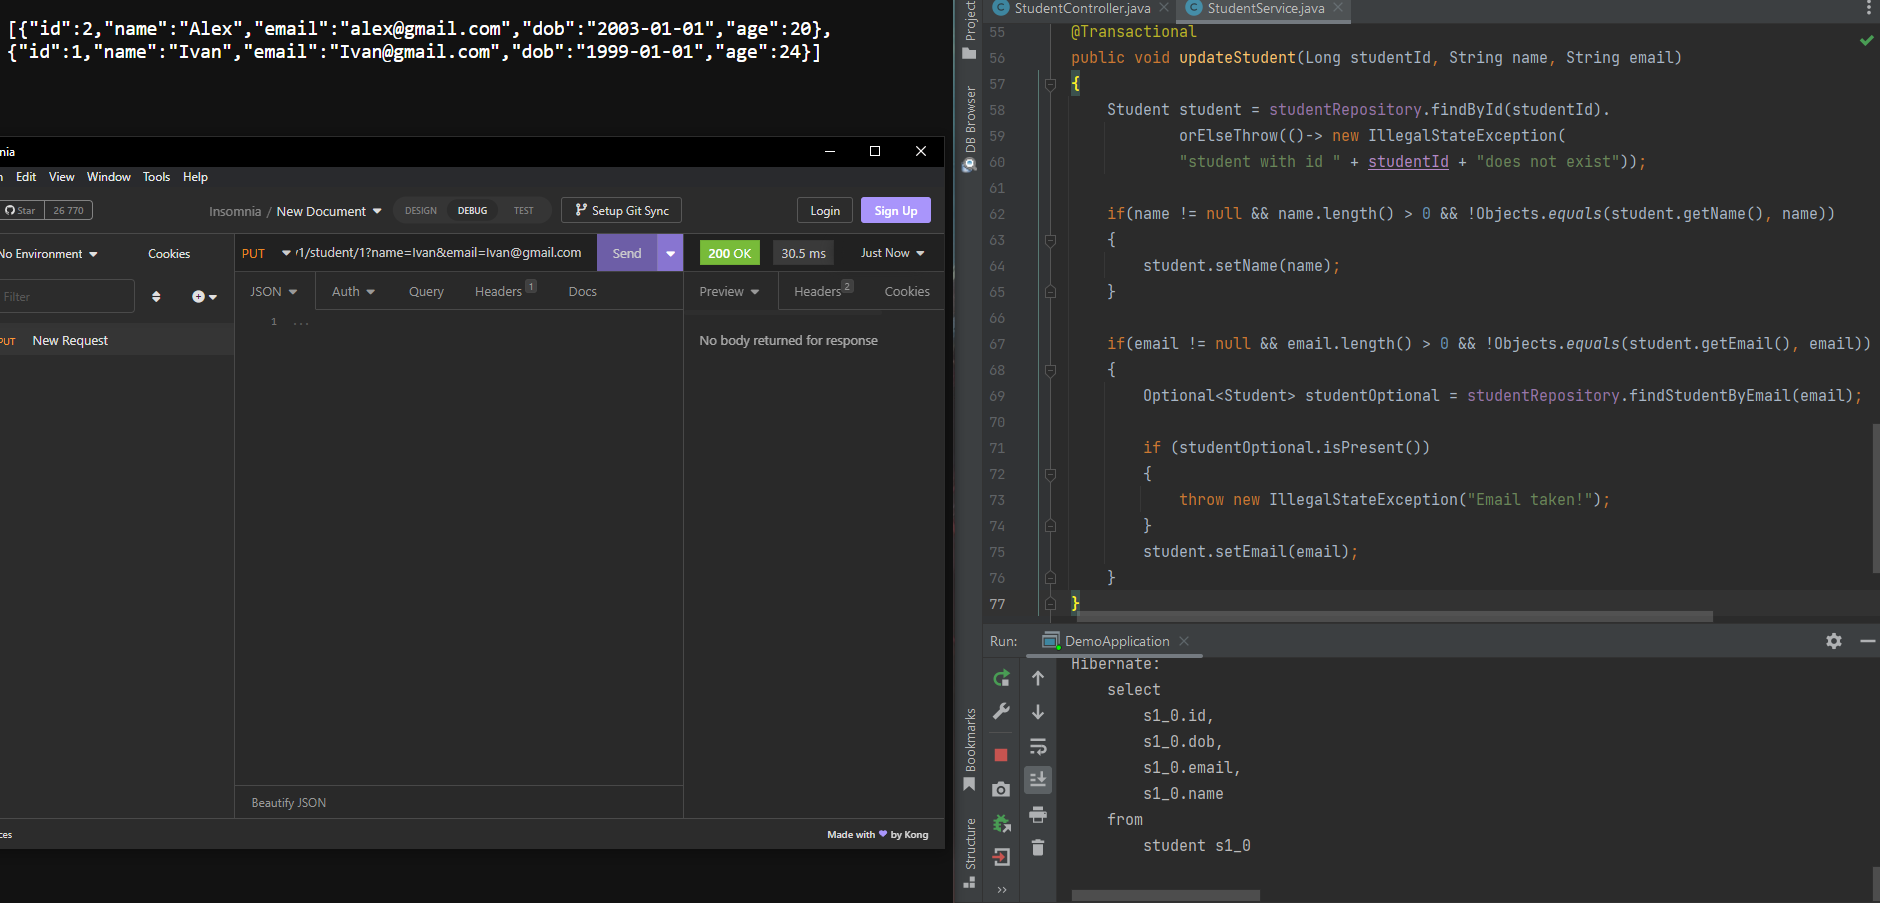 [{"id":2,"name":"Alex","email":"alex@gmail.com","dob":"2003-01-01","age":20},
{"id":1,"name":"Ivan","email":"Ivan@gmail.com","dob":"1999-01-01","age":24}]
nia
n Edit View Window Tools Help
Star 26 770
Insomnia / New Document
DESIGN DEBUG TEST
Setup Git Sync
Login
Sign Up
No Environment
Cookies
PUT /1/student/1?name=Ivan&email=Ivan@gmail.com
Send
200 OK
30.5 ms
Just Now
Filter
JSON Auth Query Headers 1 Docs
Preview Headers 2 Cookies
1 ...
PUT New Request
No body returned for response
Beautify JSON
ces
Made with by Kong
StudentController.java
StudentService.java
Project
DB Browser
Bookmarks
Structure
55 @Transactional
56 public void updateStudent(Long studentId, String name, String email)
57 {
58 Student student = studentRepository.findById(studentId).
59 orElseThrow(()-> new IllegalStateException(
60 "student with id " + studentId + "does not exist"));
61
62 if(name != null && name.length() > 0 && !Objects.equals(student.getName(), name))
63 {
64 student.setName(name);
65 }
66
67 if(email != null && email.length() > 0 && !Objects.equals(student.getEmail(), email))
68 {
69 Optional<Student> studentOptional = studentRepository.findStudentByEmail(email);
70
71 if (studentOptional.isPresent())
72 {
73 throw new IllegalStateException("Email taken!");
74 }
75 student.setEmail(email);
76 }
77 }
Run: DemoApplication
Hibernate:
select
s1_0.id,
s1_0.dob,
s1_0.email,
s1_0.name
from
student s1_0